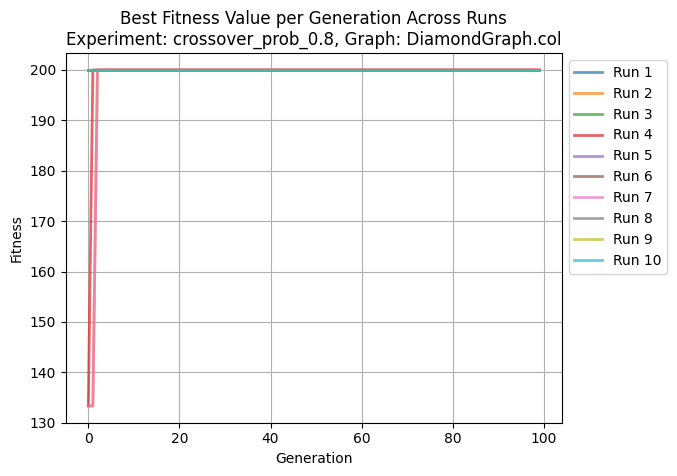 Best Fitness Value per Generation Across Runs
Experiment: crossover_prob_0.8, Graph: DiamondGraph.col
200
190
180
170
160
150
140
130
Fitness
0 20 40 60 80 100
Generation
Run 1
Run 2
Run 3
Run 4
Run 5
Run 6
Run 7
Run 8
Run 9
Run 10